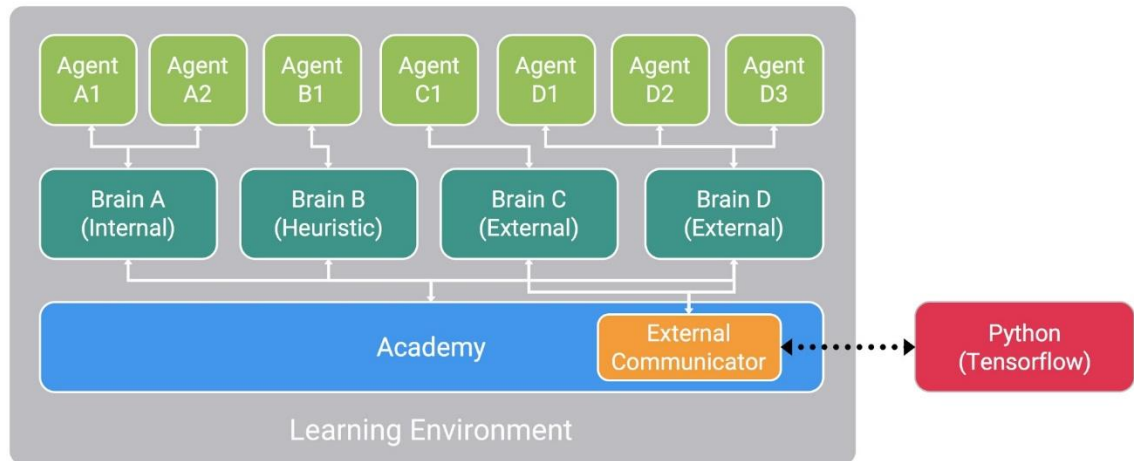 Agent
A1
Agent
A2
Agent
B1
Agent
C1
Agent
D1
Agent
D2
Agent
D3
Brain A
(Internal)
Brain B
(Heuristic)
Brain C
(External)
Brain D
(External)
Academy
External
Communicator
Python
(Tensorflow)
Learning Environment